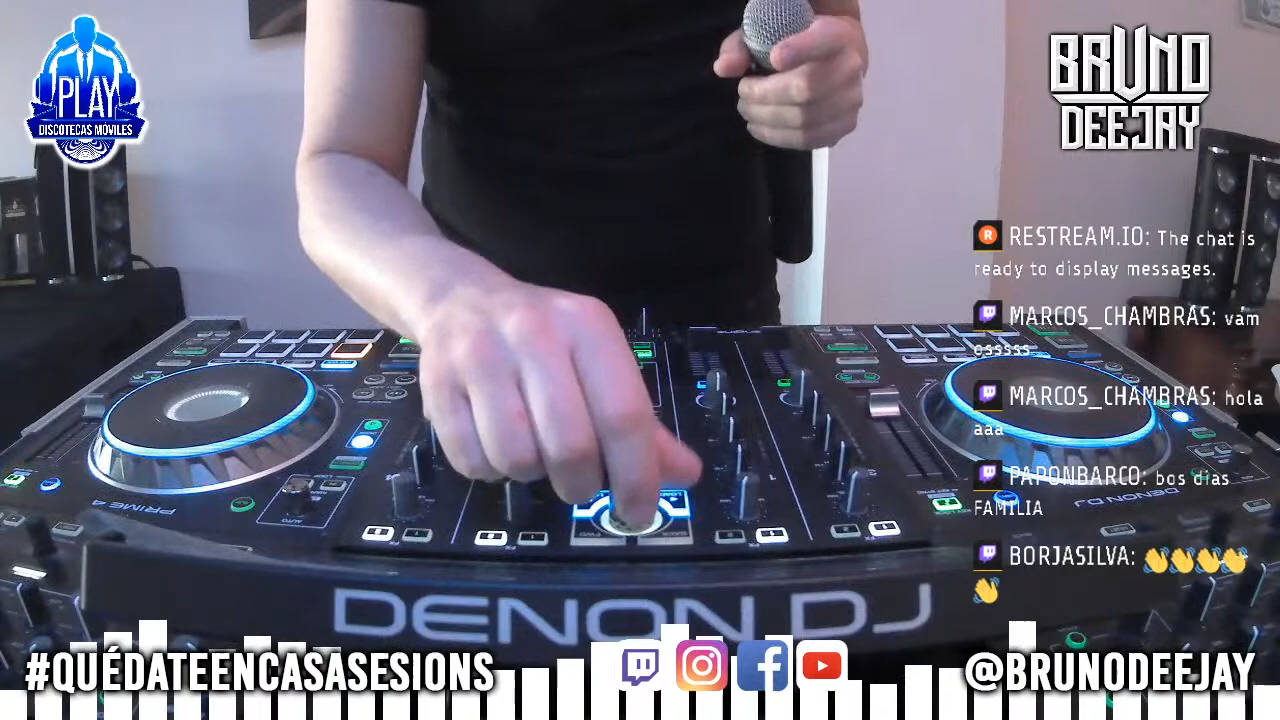 PLAY
DISCOTECAS MÓVILES
BRUNO
DEEJAY
RESTREAM.IO: The chat is
ready to display messages.
MARCOS_CHAMBRAS: vam
osssss
MARCOS_CHAMBRAS: hola
aaa
PAPONBARCO: bos dias
FAMILIA
BORJASILVA: 👋👋👋👋
👋
PRIME 4
DENON DJ
DENON DJ
#QUÉDATEENCASASESIONS
@BRUNODEEJAY